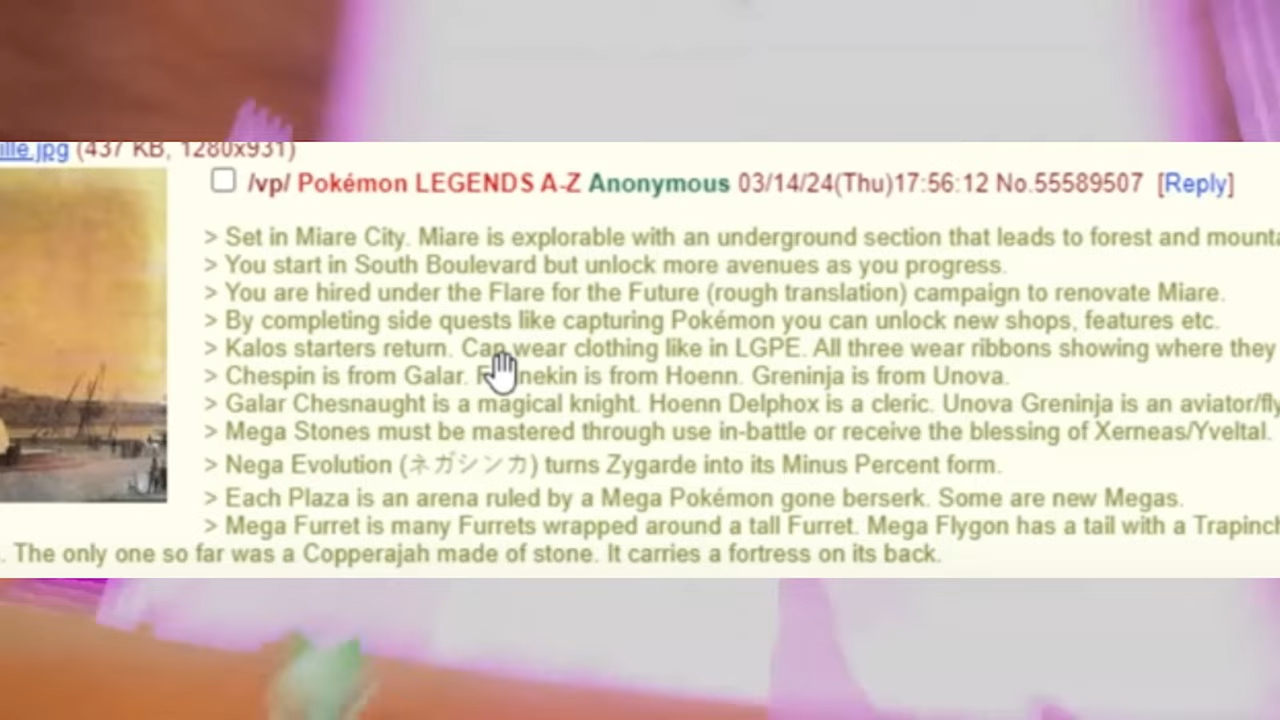 ille.jpg (437 KB, 1280x931)
/vp/ Pokémon LEGENDS A-Z Anonymous 03/14/24(Thu)17:56:12 No.55589507 [Reply]
> Set in Miare City. Miare is explorable with an underground section that leads to forest and mounta
> You start in South Boulevard but unlock more avenues as you progress.
> You are hired under the Flare for the Future (rough translation) campaign to renovate Miare.
> By completing side quests like capturing Pokémon you can unlock new shops, features etc.
> Kalos starters return. Can wear clothing like in LGPE. All three wear ribbons showing where they
> Chespin is from Galar. nekin is from Hoenn. Greninja is from Unova.
> Galar Chesnaught is a magical knight. Hoenn Delphox is a cleric. Unova Greninja is an aviator/fly
> Mega Stones must be mastered through use in-battle or receive the blessing of Xerneas/Yveltal.
> Nega Evolution (ネガシンカ) turns Zygarde into its Minus Percent form.
> Each Plaza is an arena ruled by a Mega Pokémon gone berserk. Some are new Megas.
> Mega Furret is many Furrets wrapped around a tall Furret. Mega Flygon has a tail with a Trapinch
. The only one so far was a Copperajah made of stone. It carries a fortress on its back.